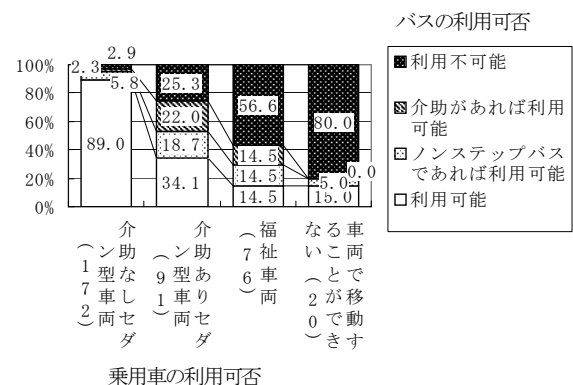 バスの利用可否
100%
80%
60%
40%
20%
0%
2.9
2.3
5.8
89.0
25.3
22.0
18.7
34.1
56.6
14.5
14.5
14.5
80.0
0.0
5.0
15.0
利用不可能
介助があれば利用
可能
ノンステップバス
であれば利用可能
利用可能
介助なしセダ
ン型車両
(172)
介助ありセダ
ン型車両
(91)
福祉車両
(76)
車両で移動す
ることができ
ない(20)
乗用車の利用可否